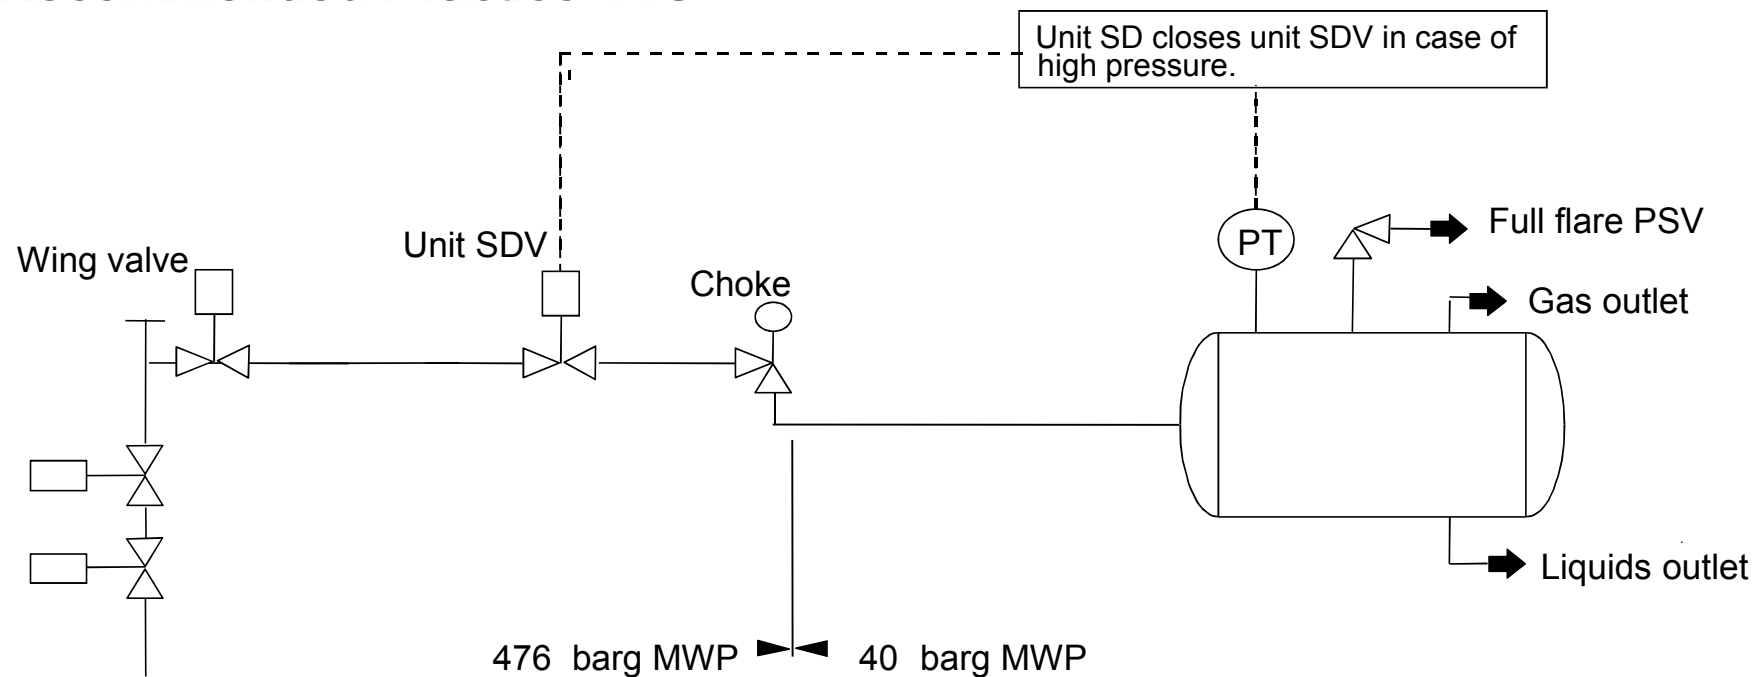 Unit SD closes unit SDV in case of
high pressure.
Wing valve
Unit SDV
Choke
PT
Full flare PSV
Gas outlet
Liquids outlet
476 barg MWP
40 barg MWP